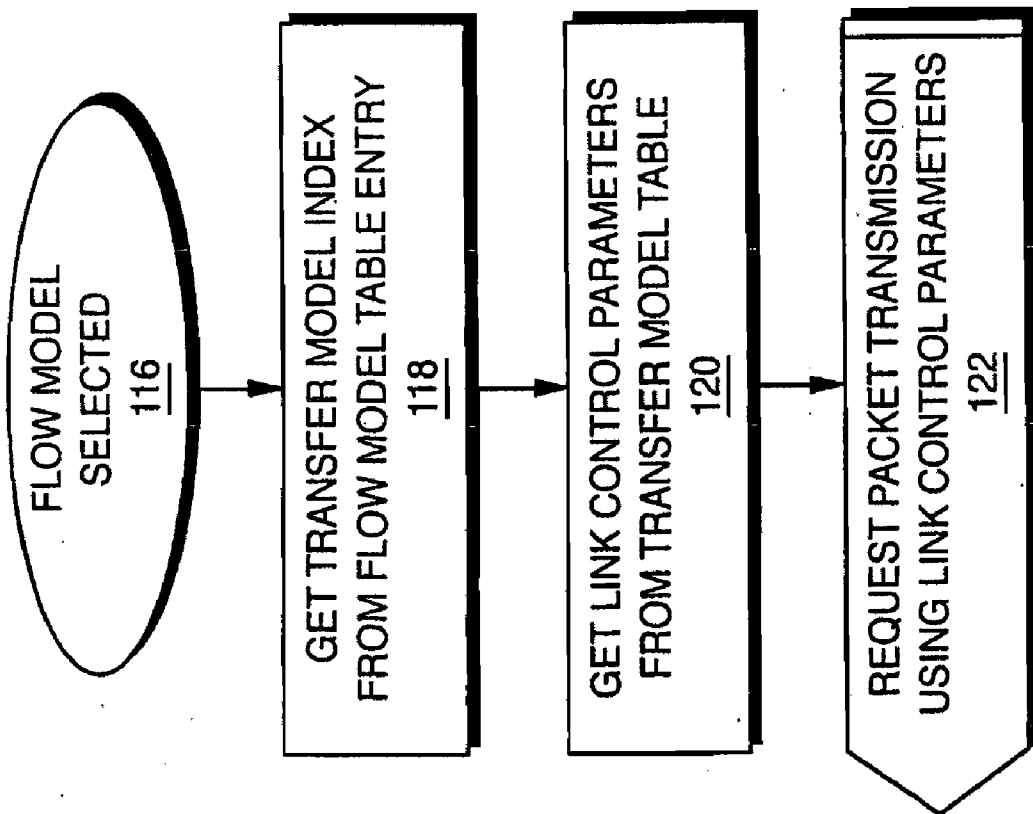 FLOW MODEL
SELECTED
116
GET TRANSFER MODEL INDEX
FROM FLOW MODEL TABLE ENTRY
118
GET LINK CONTROL PARAMETERS
FROM TRANSFER MODEL TABLE
120
REQUEST PACKET TRANSMISSION
USING LINK CONTROL PARAMETERS
122